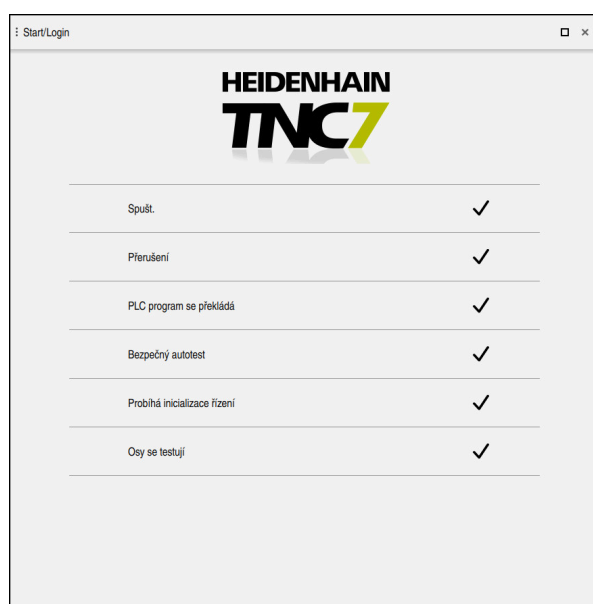 Start/Login
HEIDENHAIN
TNC7
Spušt.
Přerušení
PLC program se překládá
Bezpečný autotest
Probíhá inicializace řízení
Osy se testují